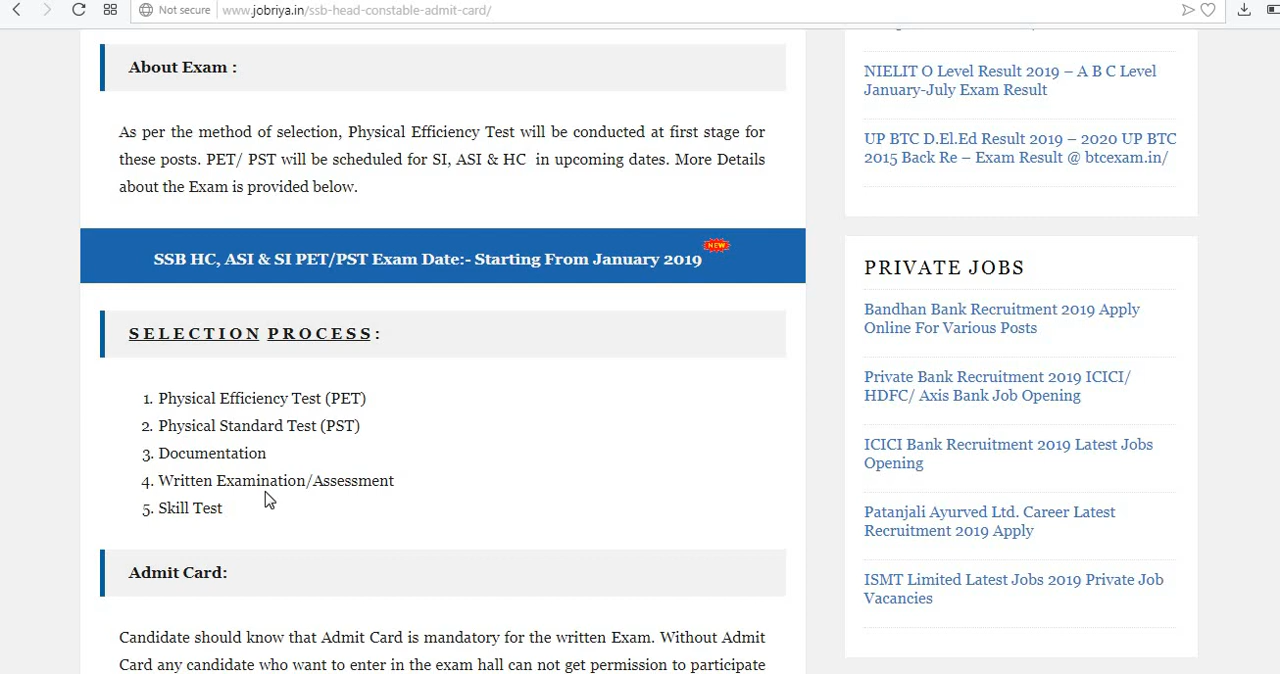 Not secure
www.jobriya.in/ssb-head-constable-admit-card/
About Exam :
As per the method of selection, Physical Efficiency Test will be conducted at first stage for
these posts. PET/ PST will be scheduled for SI, ASI & HC in upcoming dates. More Details
about the Exam is provided below.
SSB HC, ASI & SI PET/PST Exam Date:- Starting From January 2019
NEW
SELECTION PROCESS:
1. Physical Efficiency Test (PET)
2. Physical Standard Test (PST)
3. Documentation
4. Written Examination/Assessment
5. Skill Test
Admit Card:
Candidate should know that Admit Card is mandatory for the written Exam. Without Admit
Card any candidate who want to enter in the exam hall can not get permission to participate
NIELIT O Level Result 2019 – A B C Level
January-July Exam Result
UP BTC D.El.Ed Result 2019 – 2020 UP BTC
2015 Back Re – Exam Result @ btcexam.in/
PRIVATE JOBS
Bandhan Bank Recruitment 2019 Apply
Online For Various Posts
Private Bank Recruitment 2019 ICICI/
HDFC/ Axis Bank Job Opening
ICICI Bank Recruitment 2019 Latest Jobs
Opening
Patanjali Ayurved Ltd. Career Latest
Recruitment 2019 Apply
ISMT Limited Latest Jobs 2019 Private Job
Vacancies